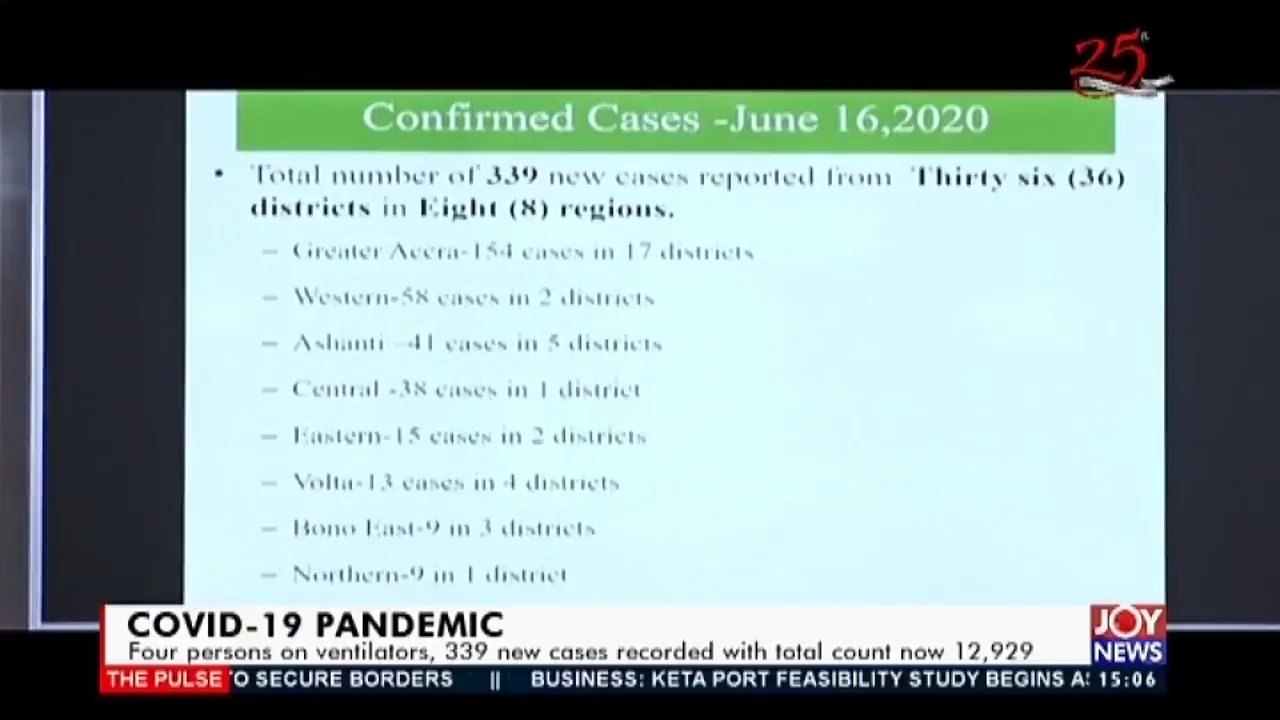 25th
Confirmed Cases -June 16,2020
• Total number of 339 new cases reported from Thirty six (36)
districts in Eight (8) regions.
– Greater Accra-154 cases in 17 districts
– Western-58 cases in 2 districts
– Ashanti -41 cases in 5 districts
– Central -38 cases in 1 district
– Eastern-15 cases in 2 districts
– Volta-13 cases in 4 districts
– Bono East-9 in 3 districts
– Northern-9 in 1 district
COVID-19 PANDEMIC
Four persons on ventilators, 339 new cases recorded with total count now 12,929
JOY
NEWS
THE PULSE TO SECURE BORDERS || BUSINESS: KETA PORT FEASIBILITY STUDY BEGINS 15:06